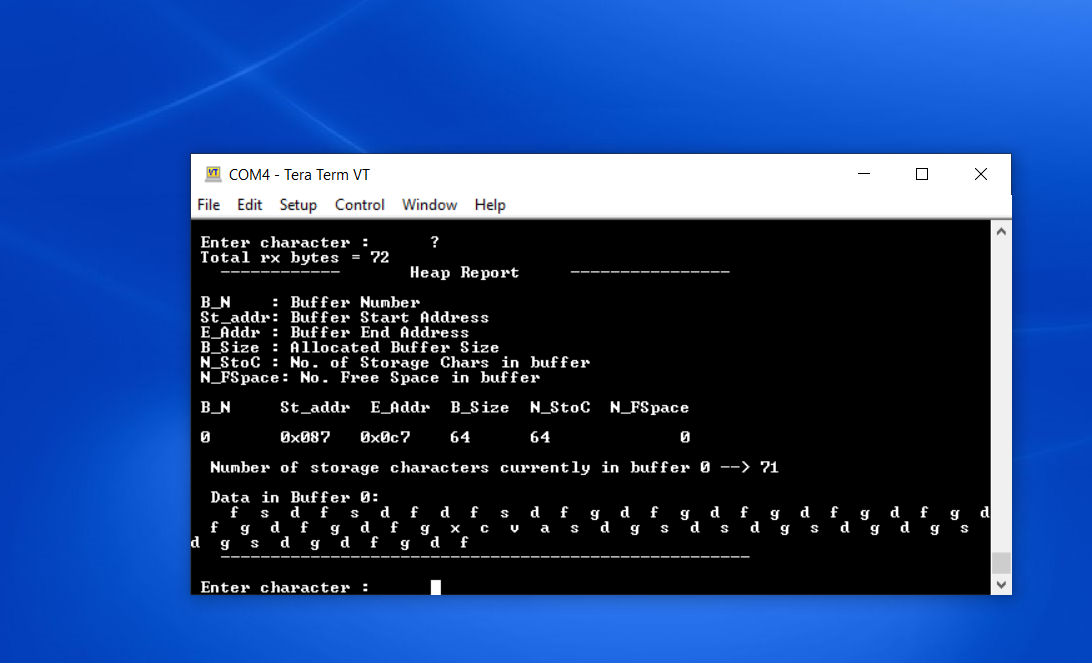 COM4 - Tera Term VT
File Edit Setup Control Window Help
Enter character : ?
Total rx bytes = 72
------------ Heap Report ----------------
B_N : Buffer Number
St_addr: Buffer Start Address
E_Addr : Buffer End Address
B_Size : Allocated Buffer Size
N_StoC : No. of Storage Chars in buffer
N_FSpace: No. Free Space in buffer
B_N St_addr E_Addr B_Size N_StoC N_FSpace
0 0x087 0x0c7 64 64 0
Number of storage characters currently in buffer 0 --> 71
Data in Buffer 0:
f s d f s d f d f s d f g d f g d f g d f g d f g d
f g d f g d f g x c v a s d g s d s d g s d g d g s
d g s d g d f g d f
-----------------------------------------------------
Enter character :